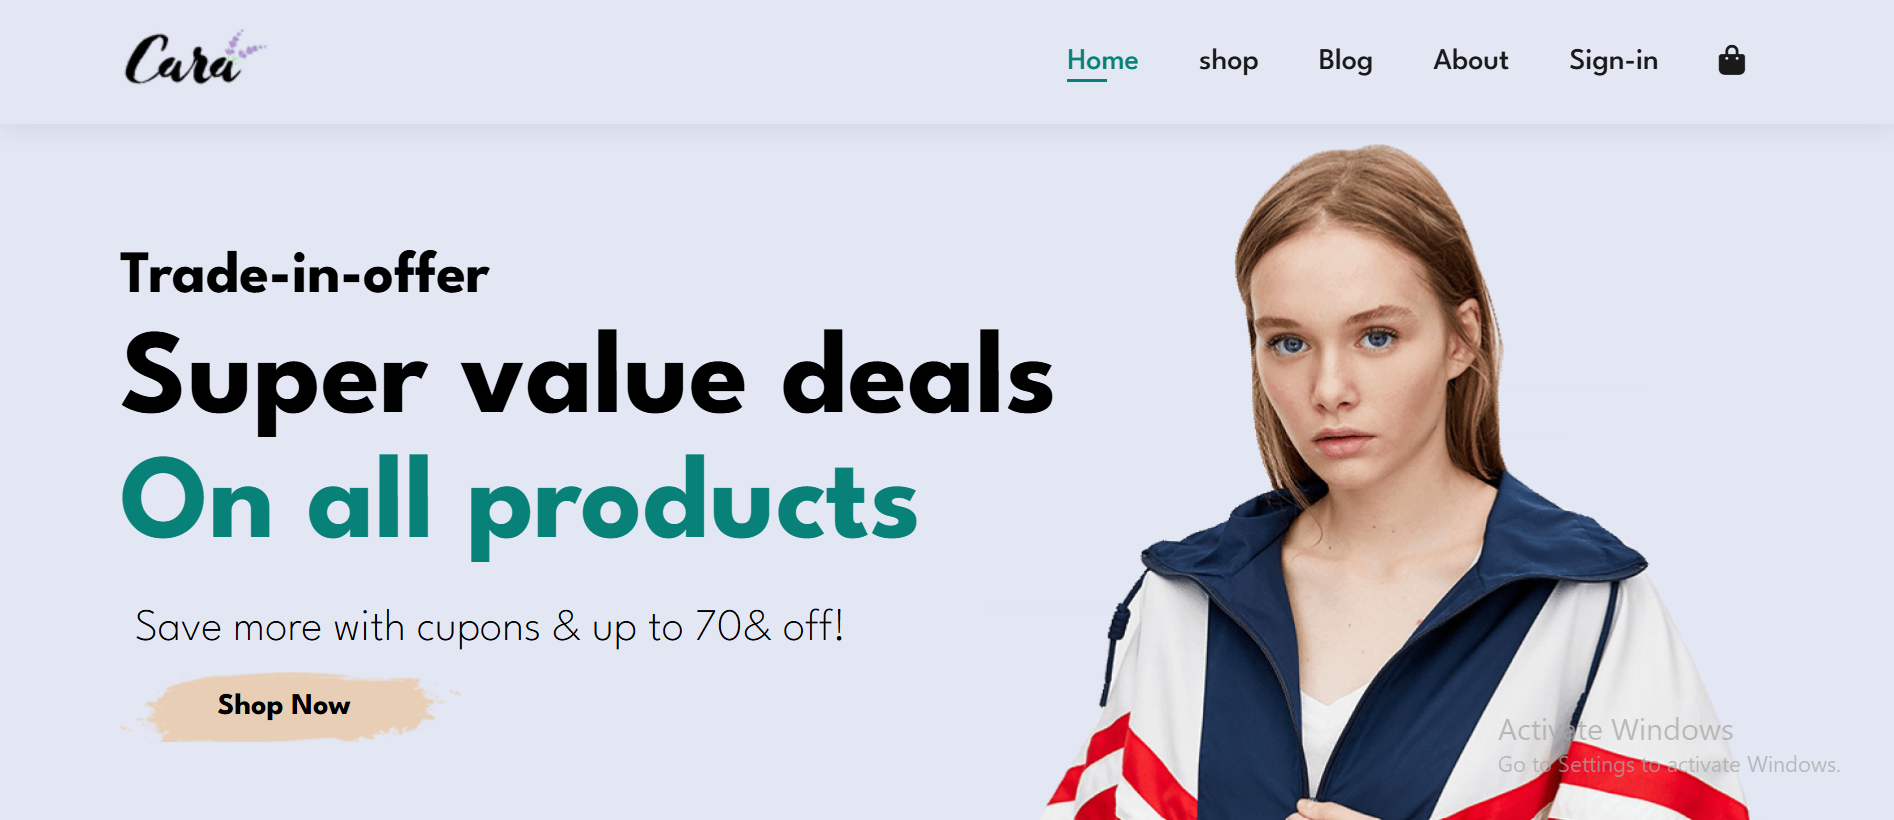 Cara
Home shop Blog About Sign-in
Trade-in-offer
Super value deals
On all products
Save more with cupons & up to 70& off!
Shop Now
Activate Windows
Go to Settings to activate Windows.